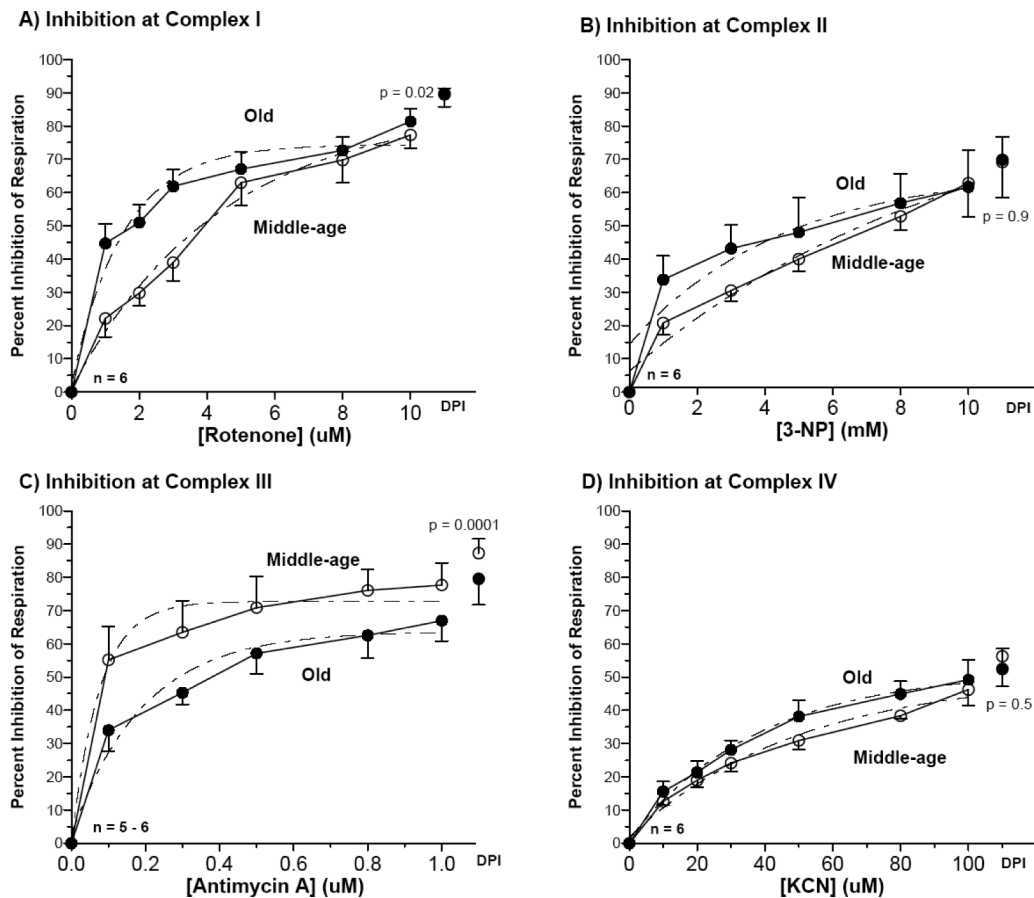 A) Inhibition at Complex I
Percent Inhibition of Respiration
100
90
80
70
60
50
40
30
20
10
0
p = 0.02
Old
Middle-age
n = 6
0 2 4 6 8 10 DPI
[Rotenone] (uM)
B) Inhibition at Complex II
Percent Inhibition of Respiration
100
90
80
70
60
50
40
30
20
10
0
Old
p = 0.9
Middle-age
n = 6
0 2 4 6 8 10 DPI
[3-NP] (mM)
C) Inhibition at Complex III
Percent Inhibition of Respiration
100
90
80
70
60
50
40
30
20
10
0
p = 0.0001
Middle-age
Old
n = 5 - 6
0.0 0.2 0.4 0.6 0.8 1.0 DPI
[Antimycin A] (uM)
D) Inhibition at Complex IV
Percent Inhibition of Respiration
100
90
80
70
60
50
40
30
20
10
0
Old
p = 0.5
Middle-age
n = 6
0 20 40 60 80 100 DPI
[KCN] (uM)